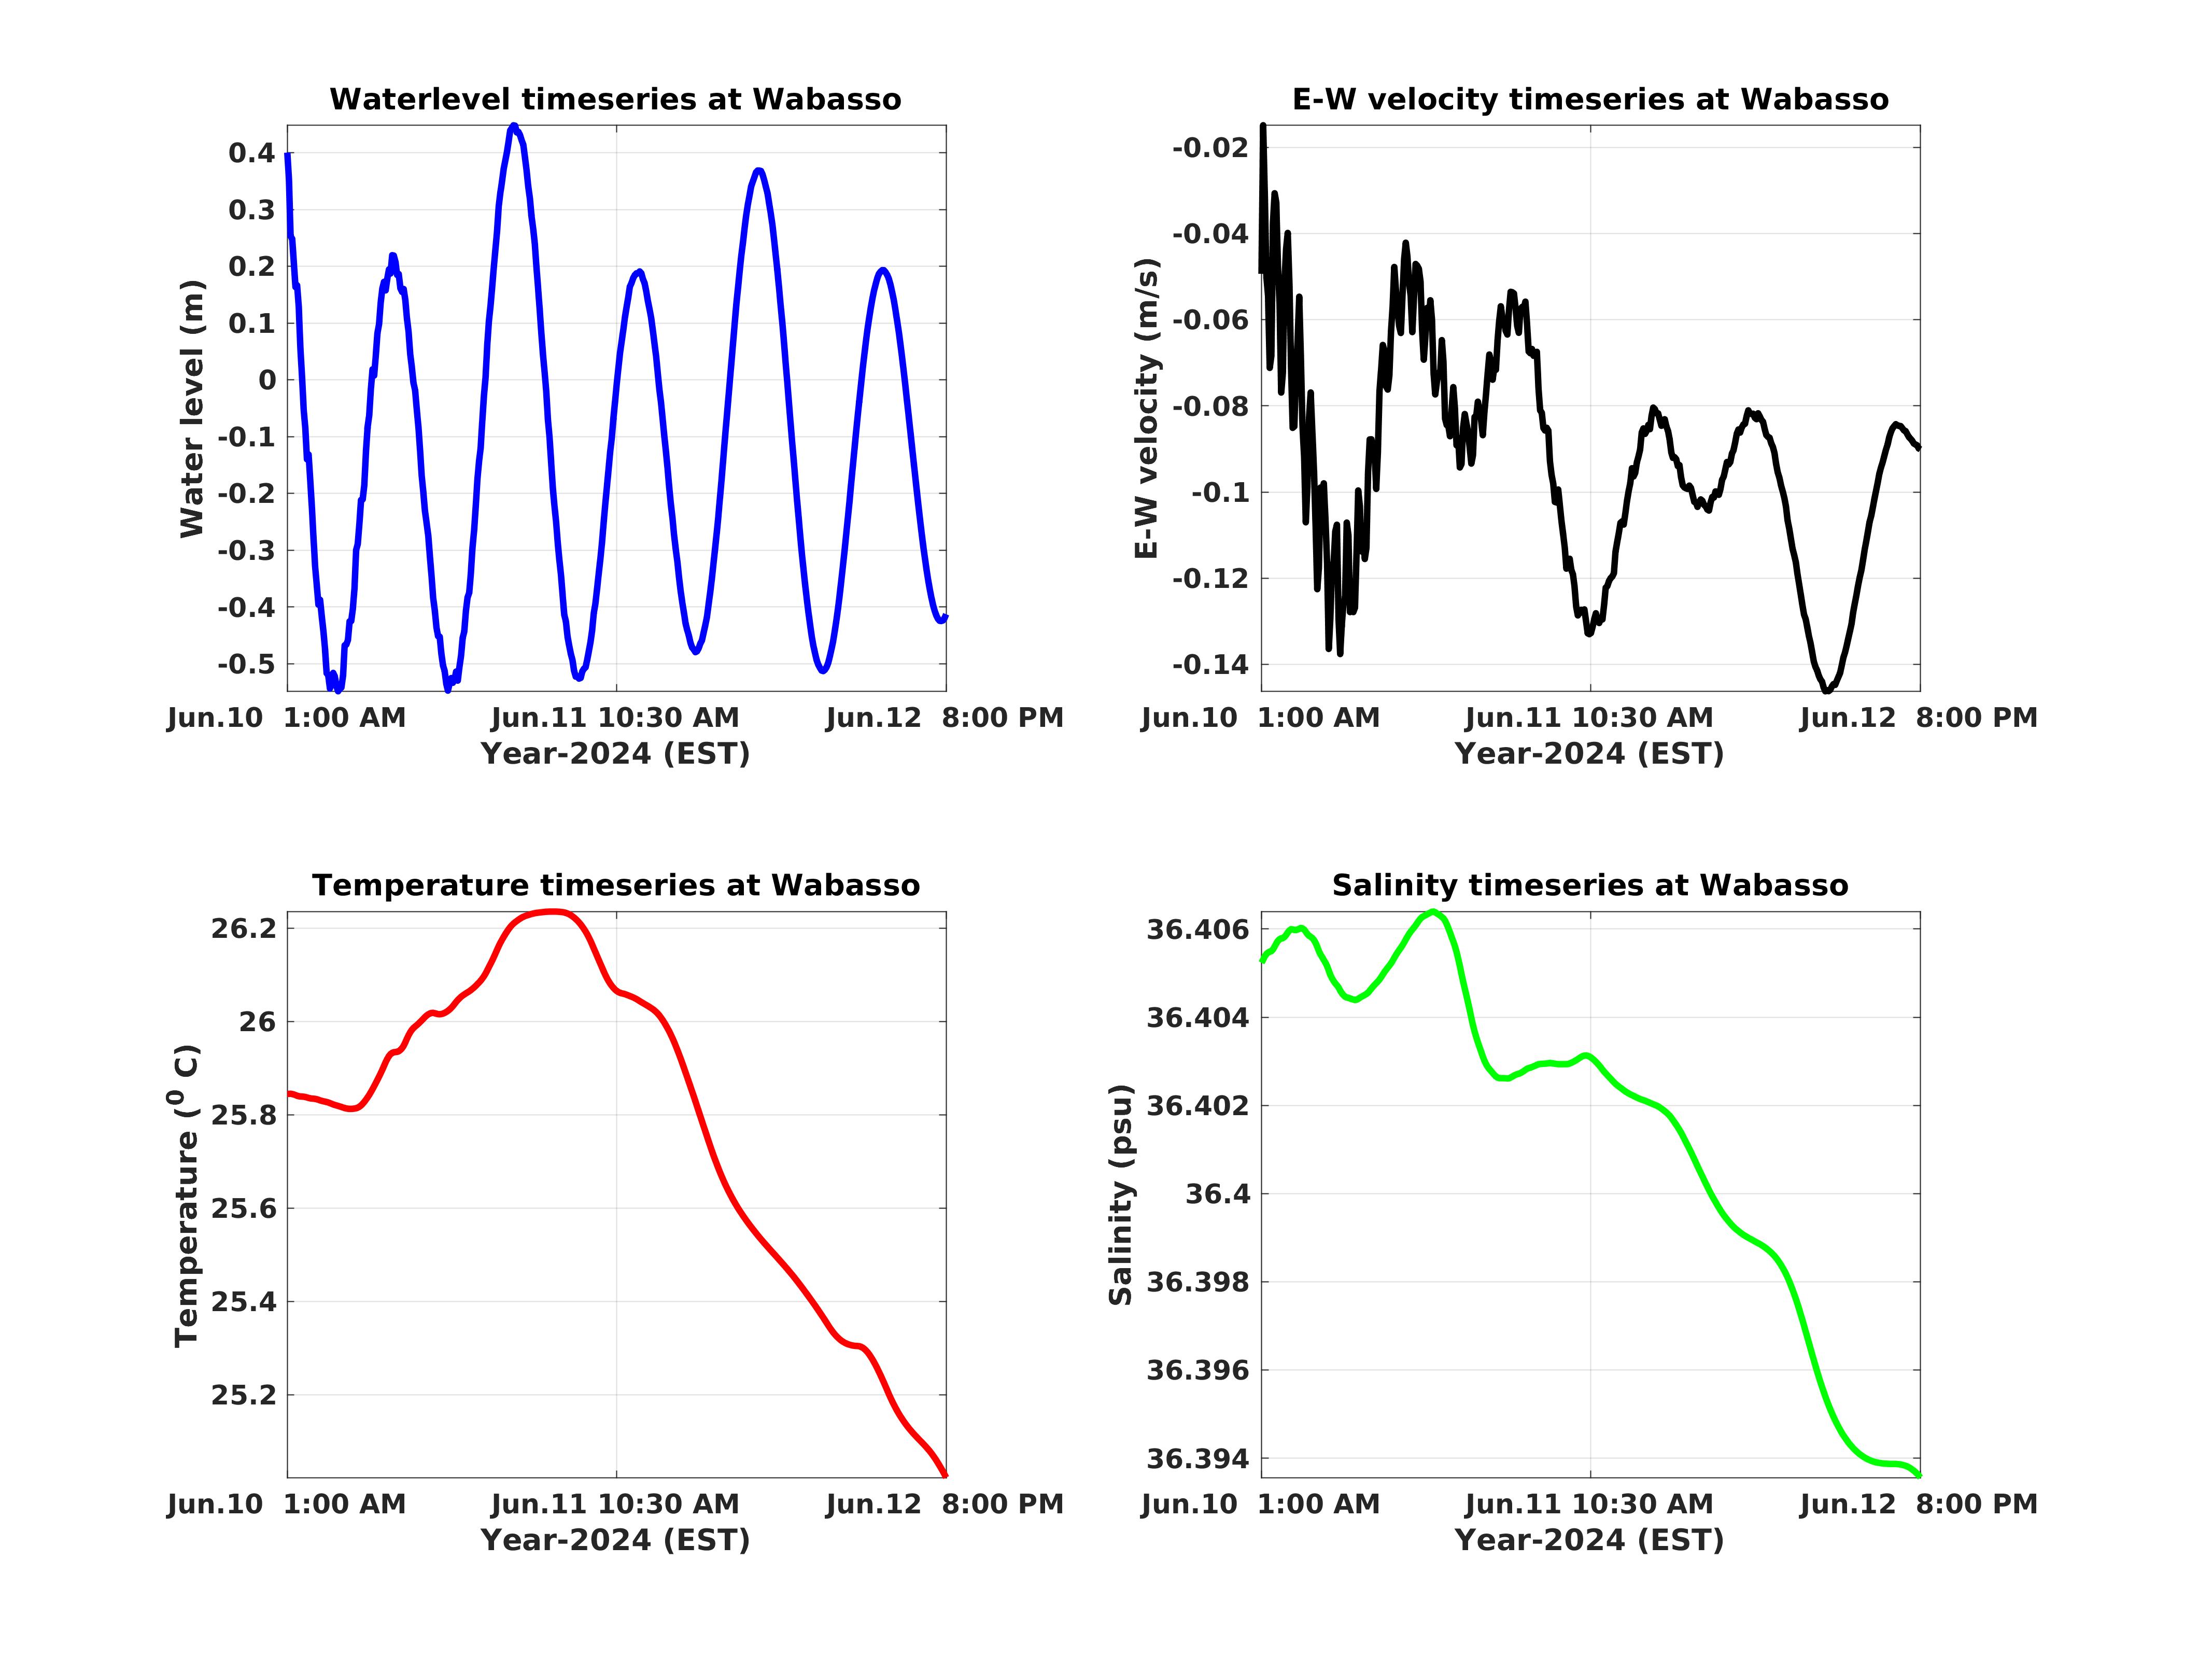 Waterlevel timeseries at Wabasso
0.4
0.3
0.2
0.1
0
-0.1
-0.2
-0.3
-0.4
-0.5
Water level (m)
Jun.10 1:00 AM Jun.11 10:30 AM Jun.12 8:00 PM
Year-2024 (EST)
E-W velocity timeseries at Wabasso
-0.02
-0.04
-0.06
-0.08
-0.1
-0.12
-0.14
E-W velocity (m/s)
Jun.10 1:00 AM Jun.11 10:30 AM Jun.12 8:00 PM
Year-2024 (EST)
Temperature timeseries at Wabasso
26.2
26
25.8
25.6
25.4
25.2
Temperature (⁰ C)
Jun.10 1:00 AM Jun.11 10:30 AM Jun.12 8:00 PM
Year-2024 (EST)
Salinity timeseries at Wabasso
36.406
36.404
36.402
36.4
36.398
36.396
36.394
Salinity (psu)
Jun.10 1:00 AM Jun.11 10:30 AM Jun.12 8:00 PM
Year-2024 (EST)